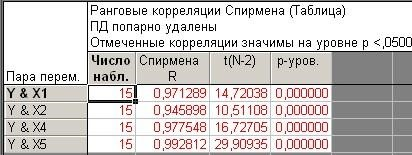 Ранговые корреляции Спирмена (Таблица)
ПД попарно удалены
Отмеченные корреляции значимы на уровне p <,0500
Пара перем. Число набл. Спирмена R t(N-2) p-уров.
Y & X1 15 0,971289 14,72038 0,000000
Y & X2 15 0,945898 10,51108 0,000000
Y & X4 15 0,977548 16,72705 0,000000
Y & X5 15 0,992812 29,90935 0,000000